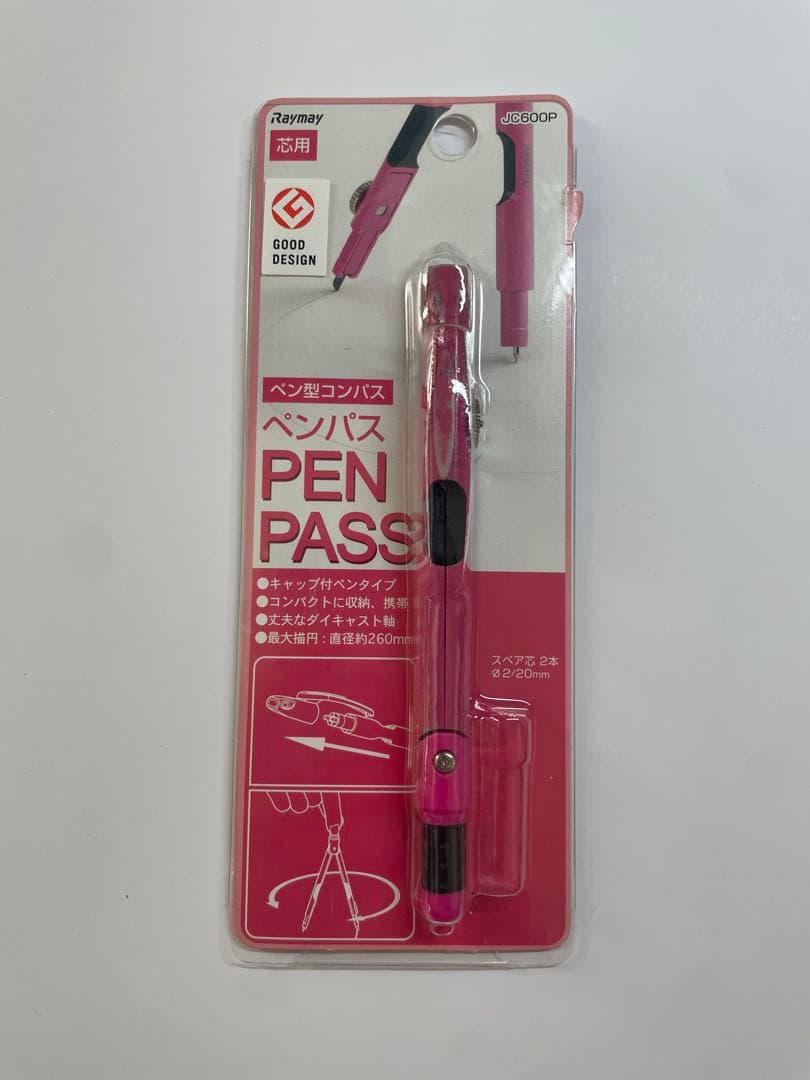 Raymay
JC600P
芯用
Raymay
GOOD
DESIGN
ペン型コンパス
ペンパス
PEN
PASS
●キャップ付ペンタイプ
●コンパクトに収納、携帯
●丈夫なダイキャスト軸
●最大描円：直径約260mm
スペア芯 2本
Ø2/20mm